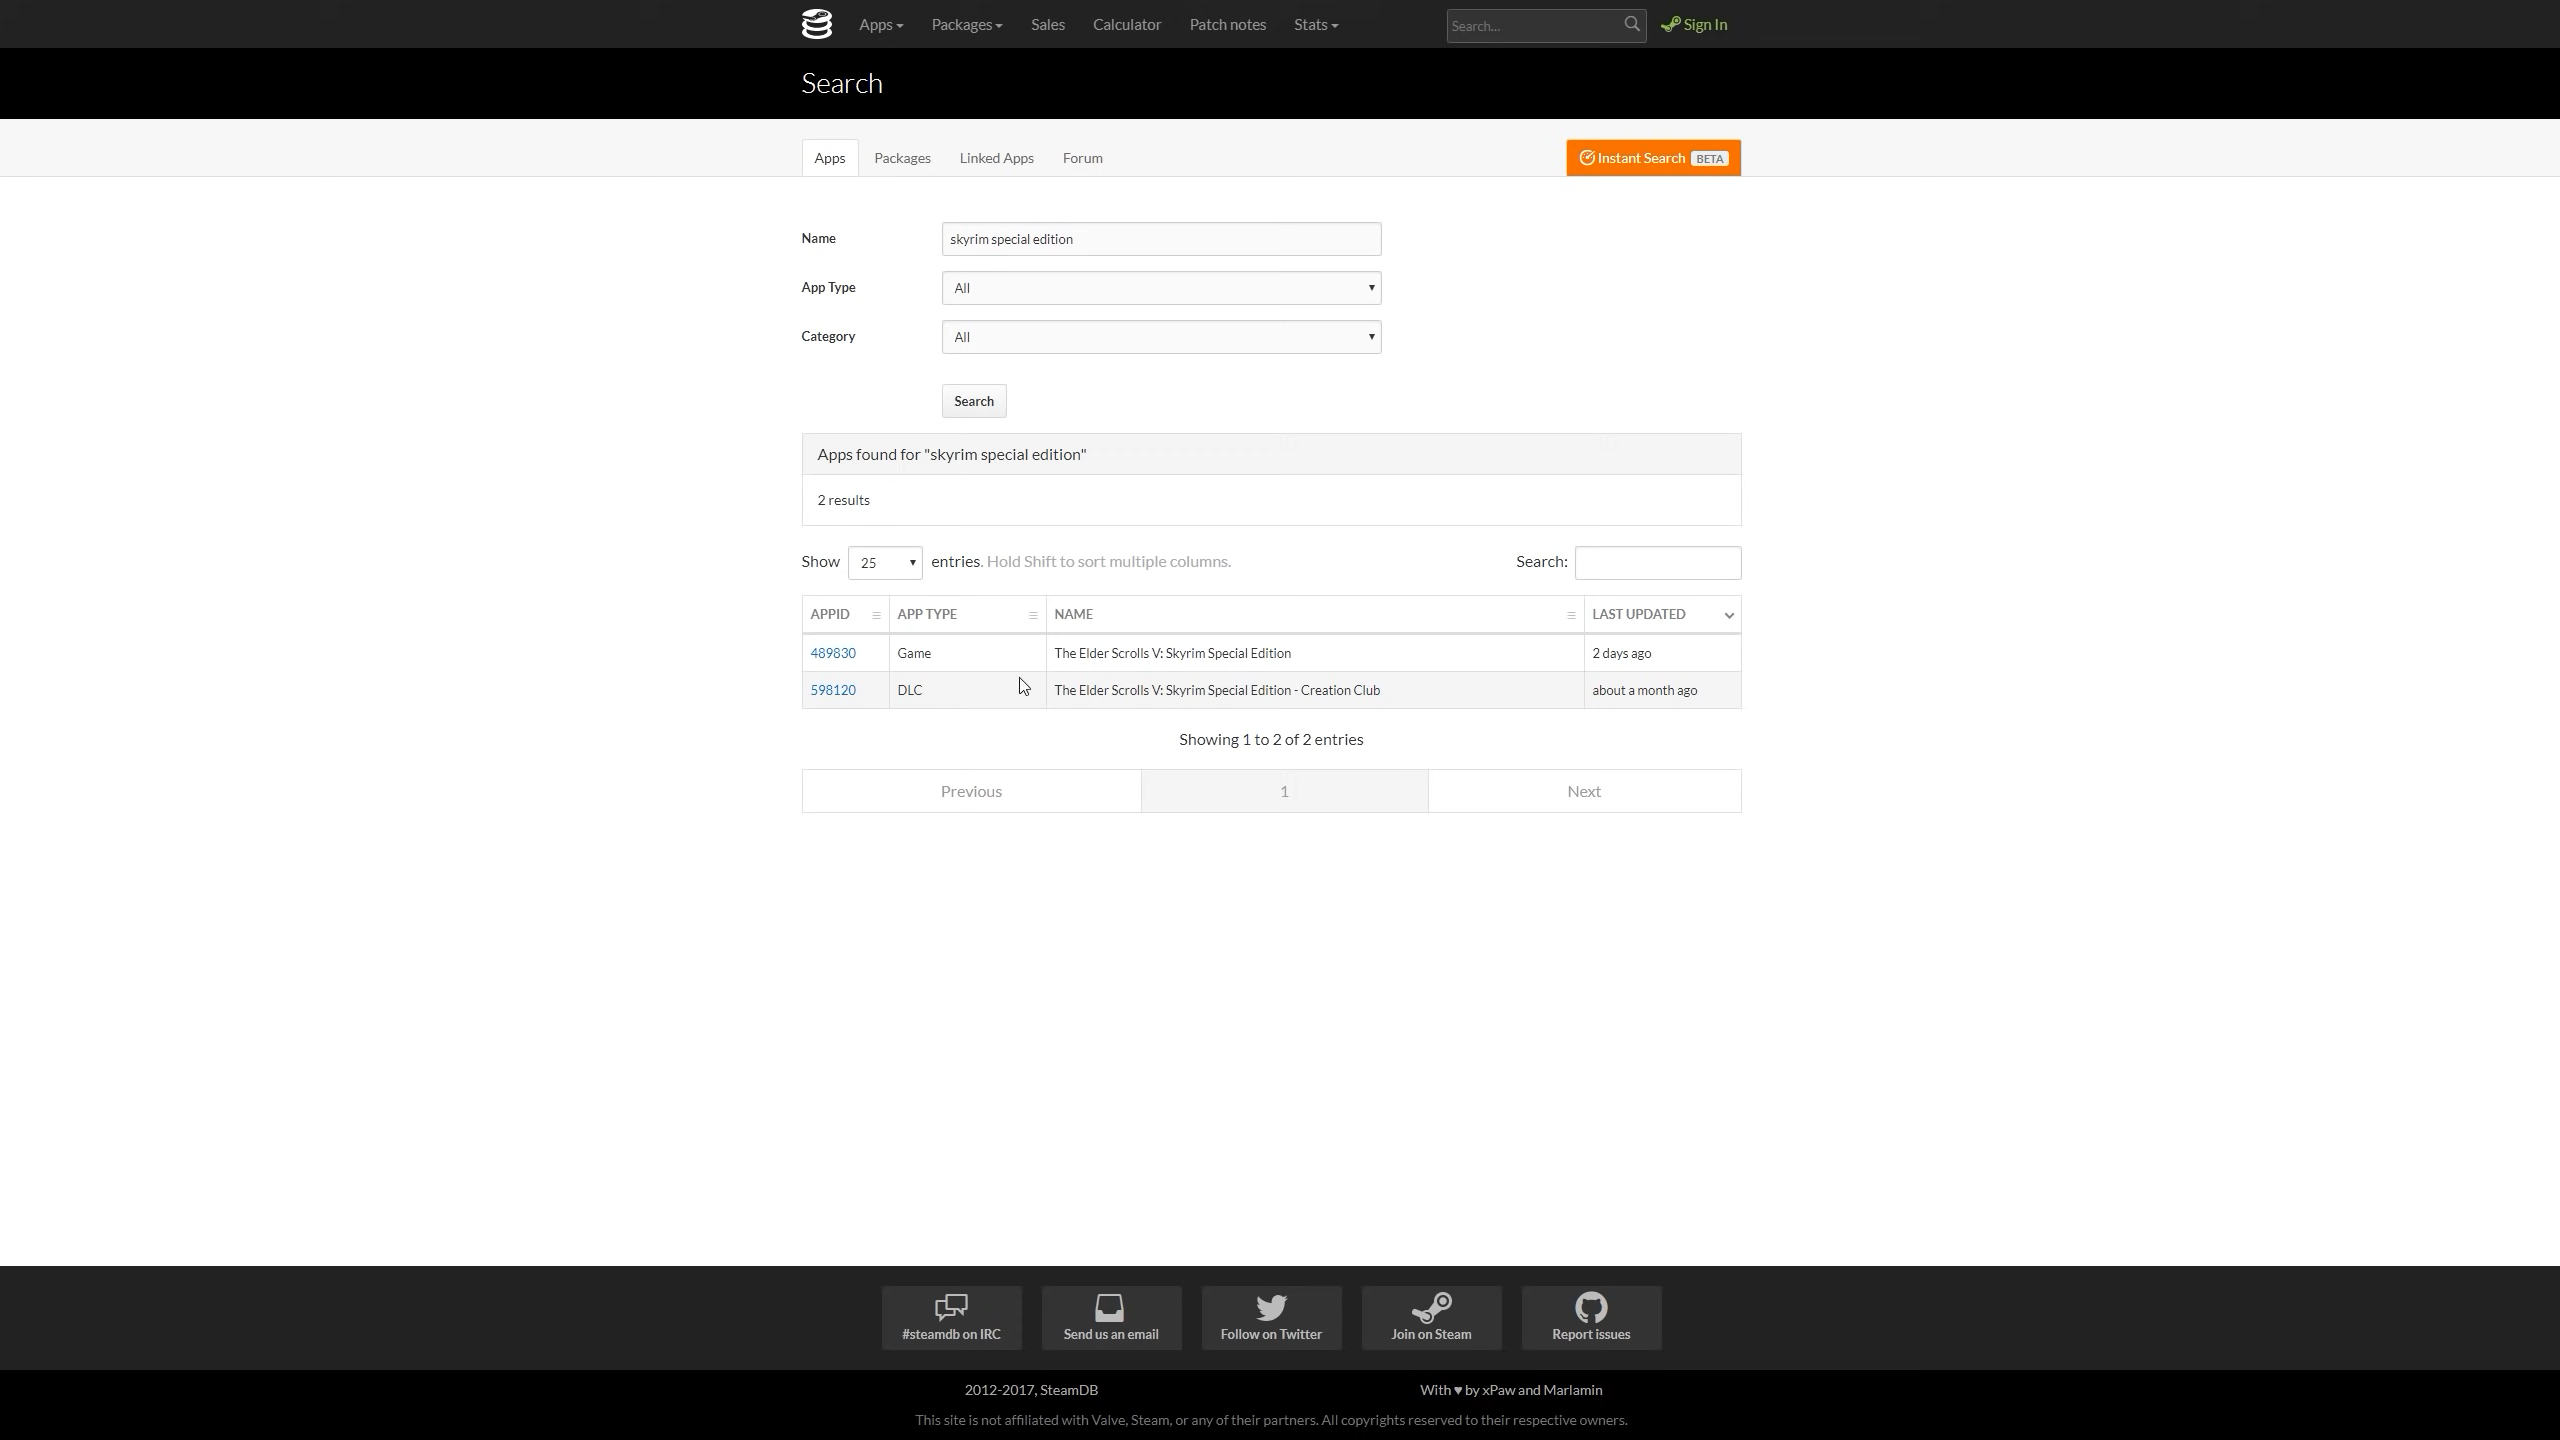 Apps Packages Sales Calculator Patch notes Stats Search... Sign In
Search
Apps Packages Linked Apps Forum Instant Search BETA
Name skyrim special edition
App Type All
Category All
Search
Apps found for "skyrim special edition"
2 results
Show 25 entries. Hold Shift to sort multiple columns. Search:
APPID APP TYPE NAME LAST UPDATED
489830 Game The Elder Scrolls V: Skyrim Special Edition 2 days ago
598120 DLC The Elder Scrolls V: Skyrim Special Edition - Creation Club about a month ago
Showing 1 to 2 of 2 entries
Previous 1 Next
#steamdb on IRC Send us an email Follow on Twitter Join on Steam Report issues
2012-2017, SteamDB With ♥ by xPaw and Marlamin
This site is not affiliated with Valve, Steam, or any of their partners. All copyrights reserved to their respective owners.